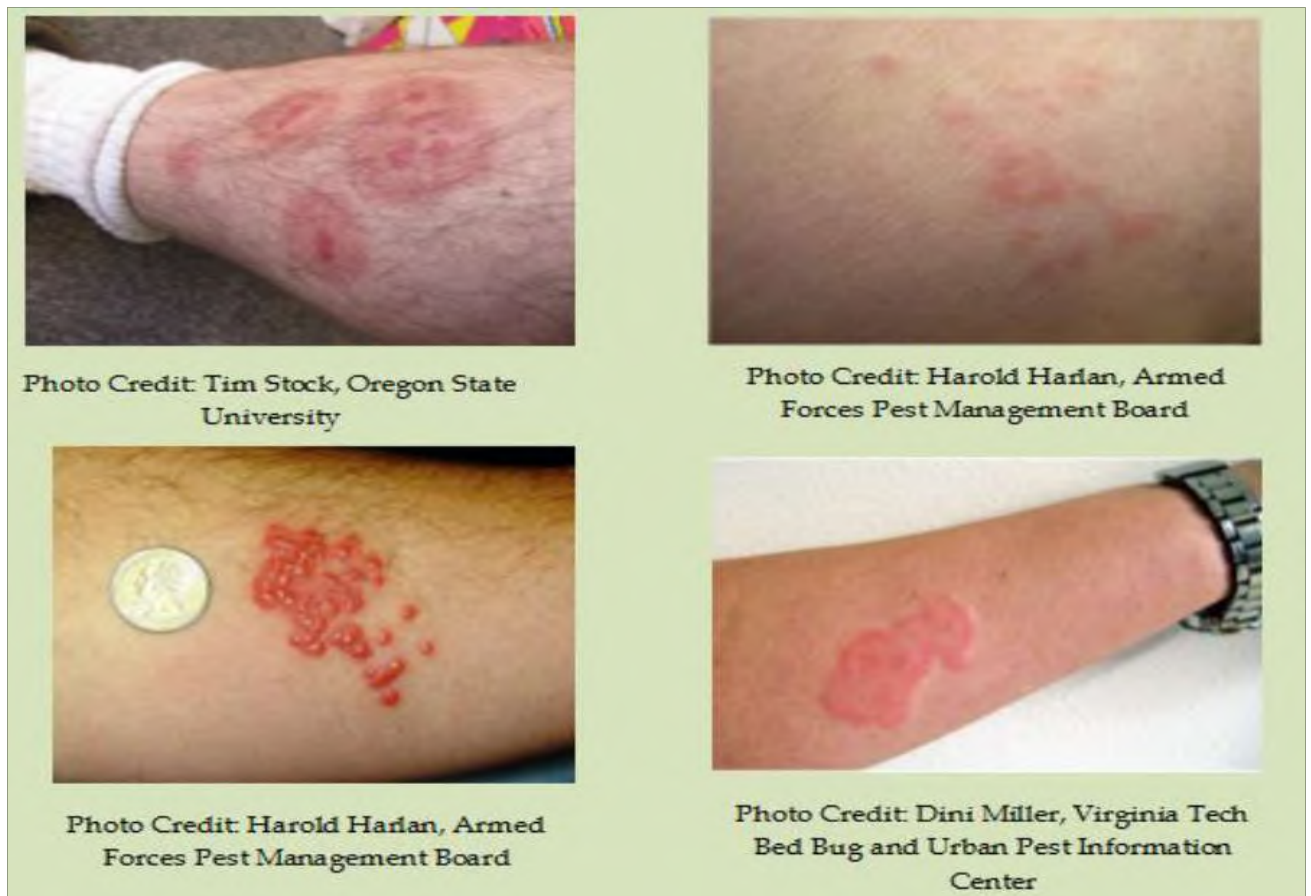 Photo Credit: Tim Stock, Oregon State
University
Photo Credit: Harold Harlan, Armed
Forces Pest Management Board
Photo Credit: Harold Harlan, Armed
Forces Pest Management Board
Photo Credit: Dini Miller, Virginia Tech
Bed Bug and Urban Pest Information
Center